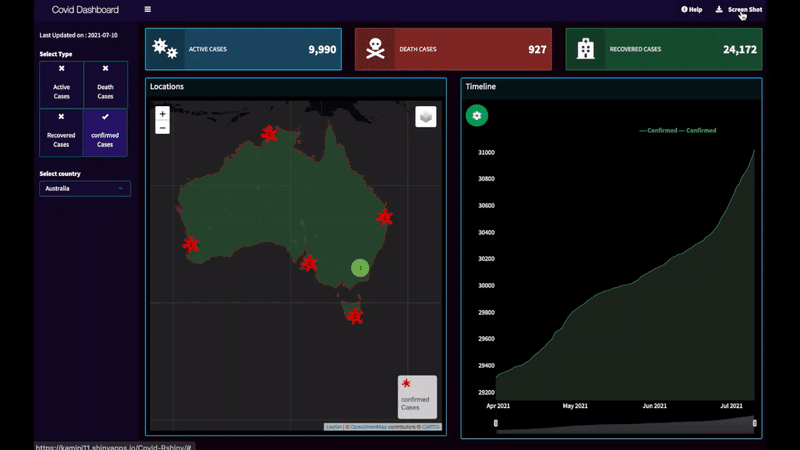 Covid Dashboard
Help
Screen Shot
Last Updated on : 2021-07-10
Select Type
Active Cases
Death Cases
Recovered Cases
confirmed Cases
Select country
Australia
ACTIVE CASES
9,990
DEATH CASES
927
RECOVERED CASES
24,172
Locations
+
−
confirmed
Cases
Leaflet | © OpenStreetMap contributors © CARTO
Timeline
Confirmed
Confirmed
31000
30800
30600
30400
30200
30000
29800
29600
29400
29200
Apr 2021
May 2021
Jun 2021
Jul 2021
https://kamini11.shinyapps.io/Covid-Rshiny/#